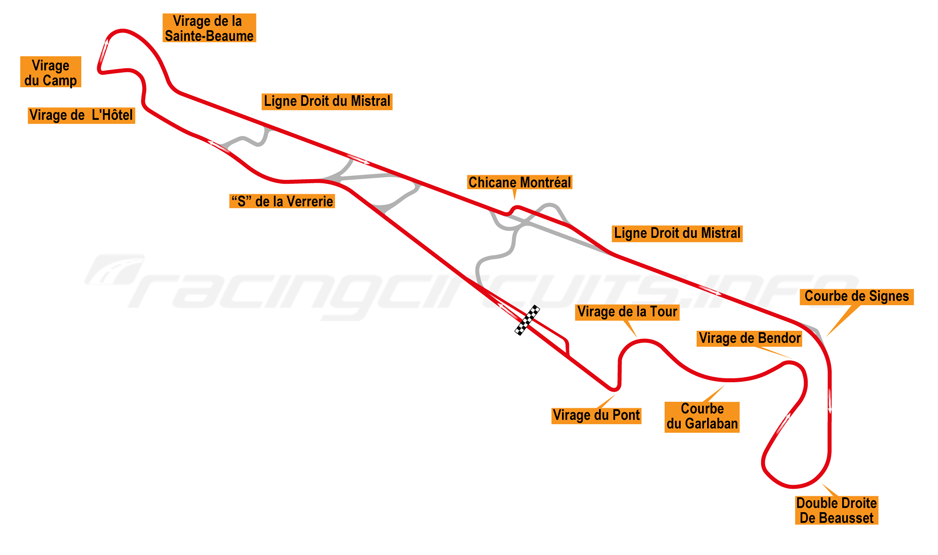 Virage de la
Sainte-Beaume
Virage
du Camp
Ligne Droit du Mistral
Virage de L'Hôtel
Chicane Montréal
“S” de la Verrerie
Ligne Droit du Mistral
racingcircuits.info
Courbe de Signes
Virage de la Tour
Virage de Bendor
Virage du Pont
Courbe
du Garlaban
Double Droite
De Beausset